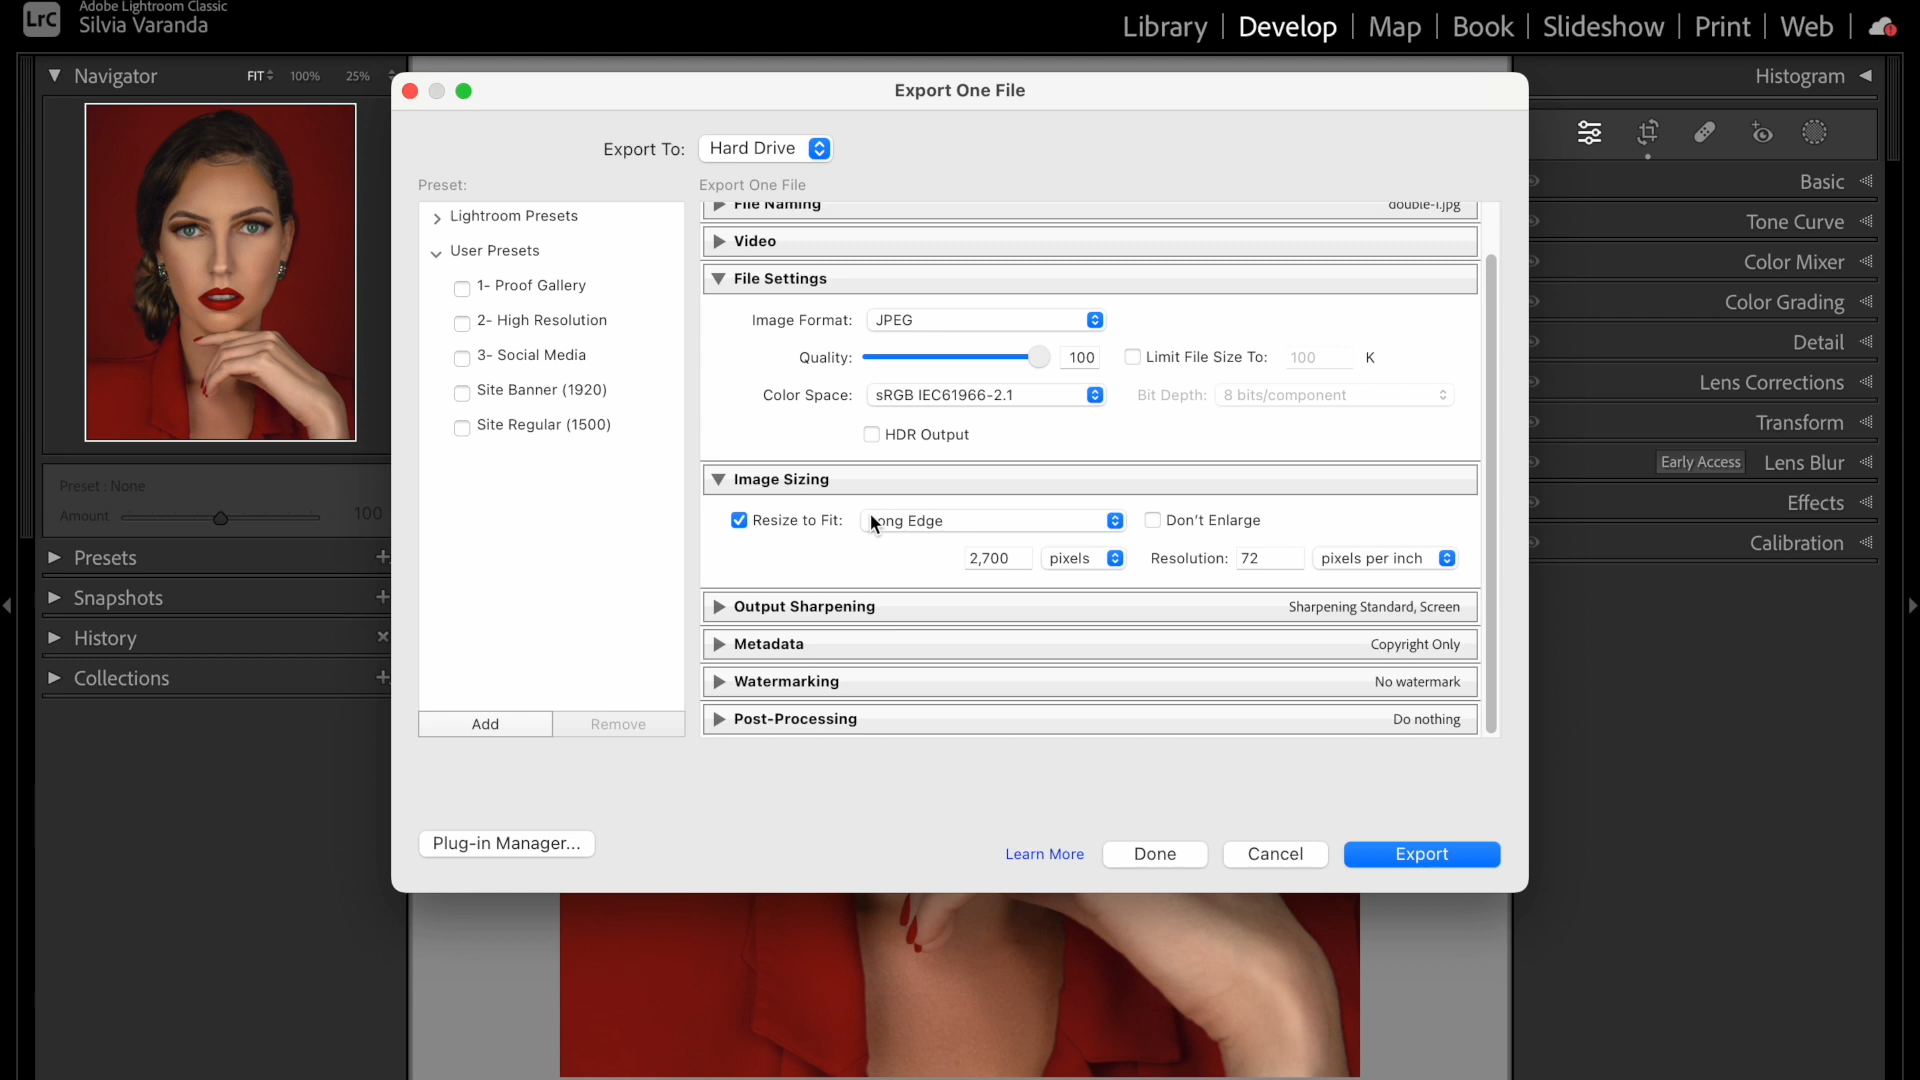 LrC
Adobe Lightroom Classic
Silvia Varanda
Library | Develop | Map | Book | Slideshow | Print | Web
Navigator FIT 100% 25%
Preset : None
Amount 100
Presets
Snapshots
History
Collections
Export One File
Export To: Hard Drive
Preset:
Lightroom Presets
User Presets
1- Proof Gallery
2- High Resolution
3- Social Media
Site Banner (1920)
Site Regular (1500)
Add Remove
Export One File
File Naming double-1.jpg
Video
File Settings
Image Format: JPEG
Quality: 100 Limit File Size To: 100 K
Color Space: sRGB IEC61966-2.1 Bit Depth: 8 bits/component
HDR Output
Image Sizing
Resize to Fit: Long Edge Don't Enlarge
2,700 pixels Resolution: 72 pixels per inch
Output Sharpening Sharpening Standard, Screen
Metadata Copyright Only
Watermarking No watermark
Post-Processing Do nothing
Plug-in Manager...
Learn More Done Cancel Export
Histogram
Basic
Tone Curve
Color Mixer
Color Grading
Detail
Lens Corrections
Transform
Early Access Lens Blur
Effects
Calibration